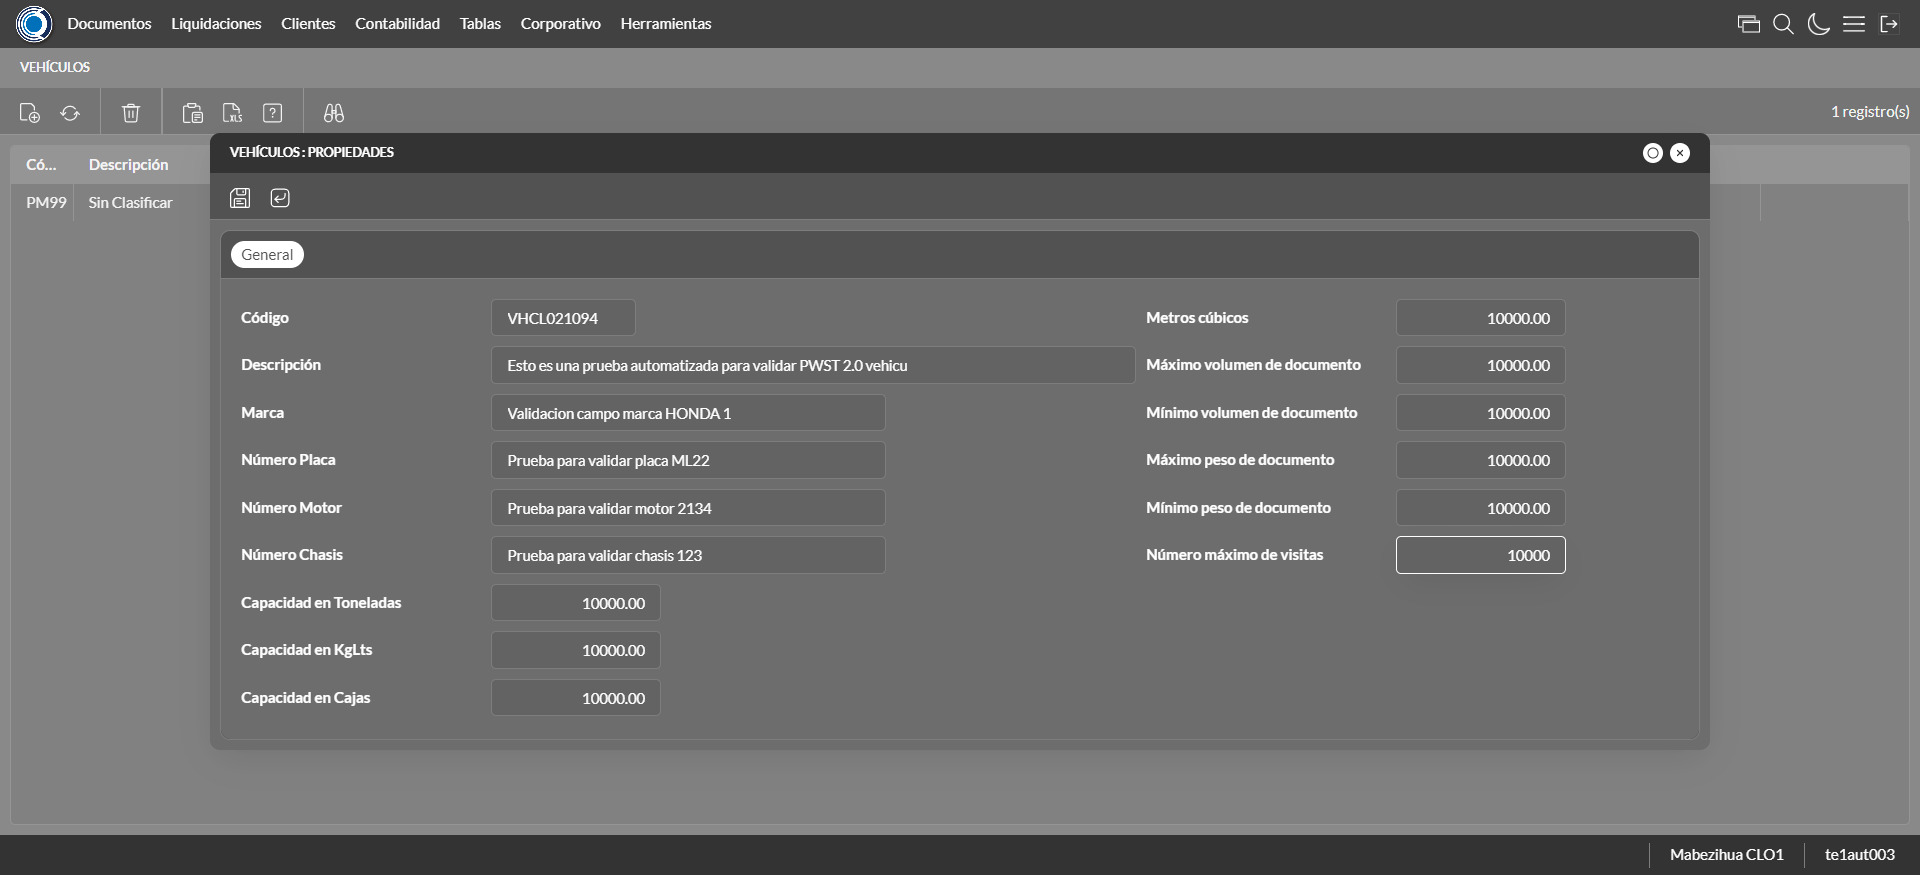 Documentos Liquidaciones Clientes Contabilidad Tablas Corporativo Herramientas
VEHÍCULOS
XLS ? 1 registro(s)
Có... Descripción
PM99 Sin Clasificar
VEHÍCULOS : PROPIEDADES
General
Código VHCL021094
Descripción Esto es una prueba automatizada para validar PWST 2.0 vehicu
Marca Validacion campo marca HONDA 1
Número Placa Prueba para validar placa ML22
Número Motor Prueba para validar motor 2134
Número Chasis Prueba para validar chasis 123
Capacidad en Toneladas 10000.00
Capacidad en KgLts 10000.00
Capacidad en Cajas 10000.00
Metros cúbicos 10000.00
Máximo volumen de documento 10000.00
Mínimo volumen de documento 10000.00
Máximo peso de documento 10000.00
Mínimo peso de documento 10000.00
Número máximo de visitas 10000
Mabezihua CLO1 te1aut003